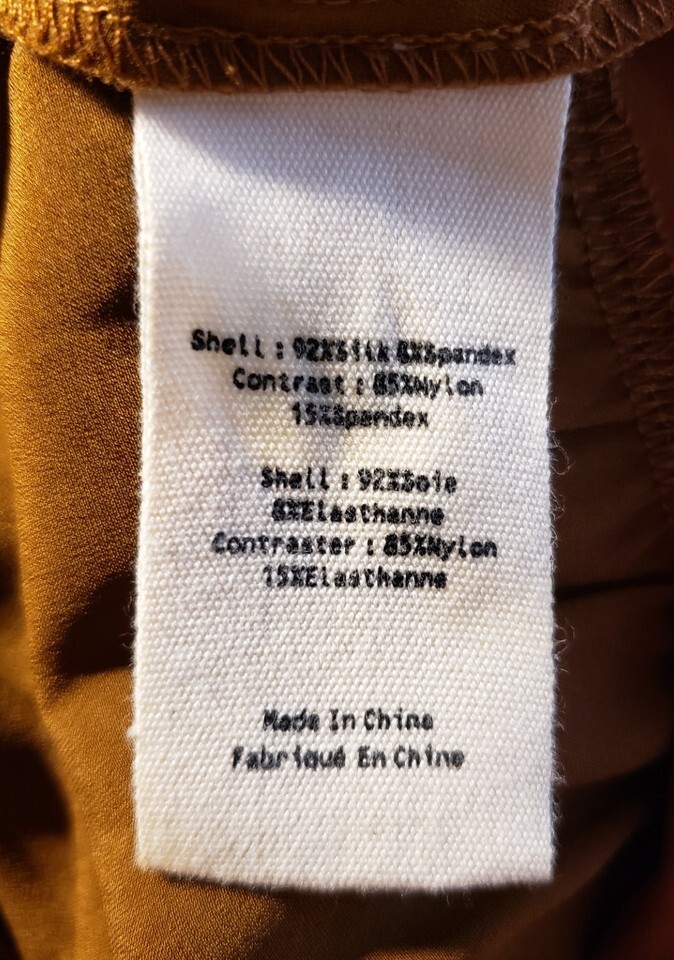 Shell : 92%Silk 8%Spandex
Contrast : 85%Nylon
15%Spandex
Shell : 92%Soie
8%Elasthanne
Contraster : 85%Nylon
15%Elasthanne
Made In China
Fabriqué En Chine